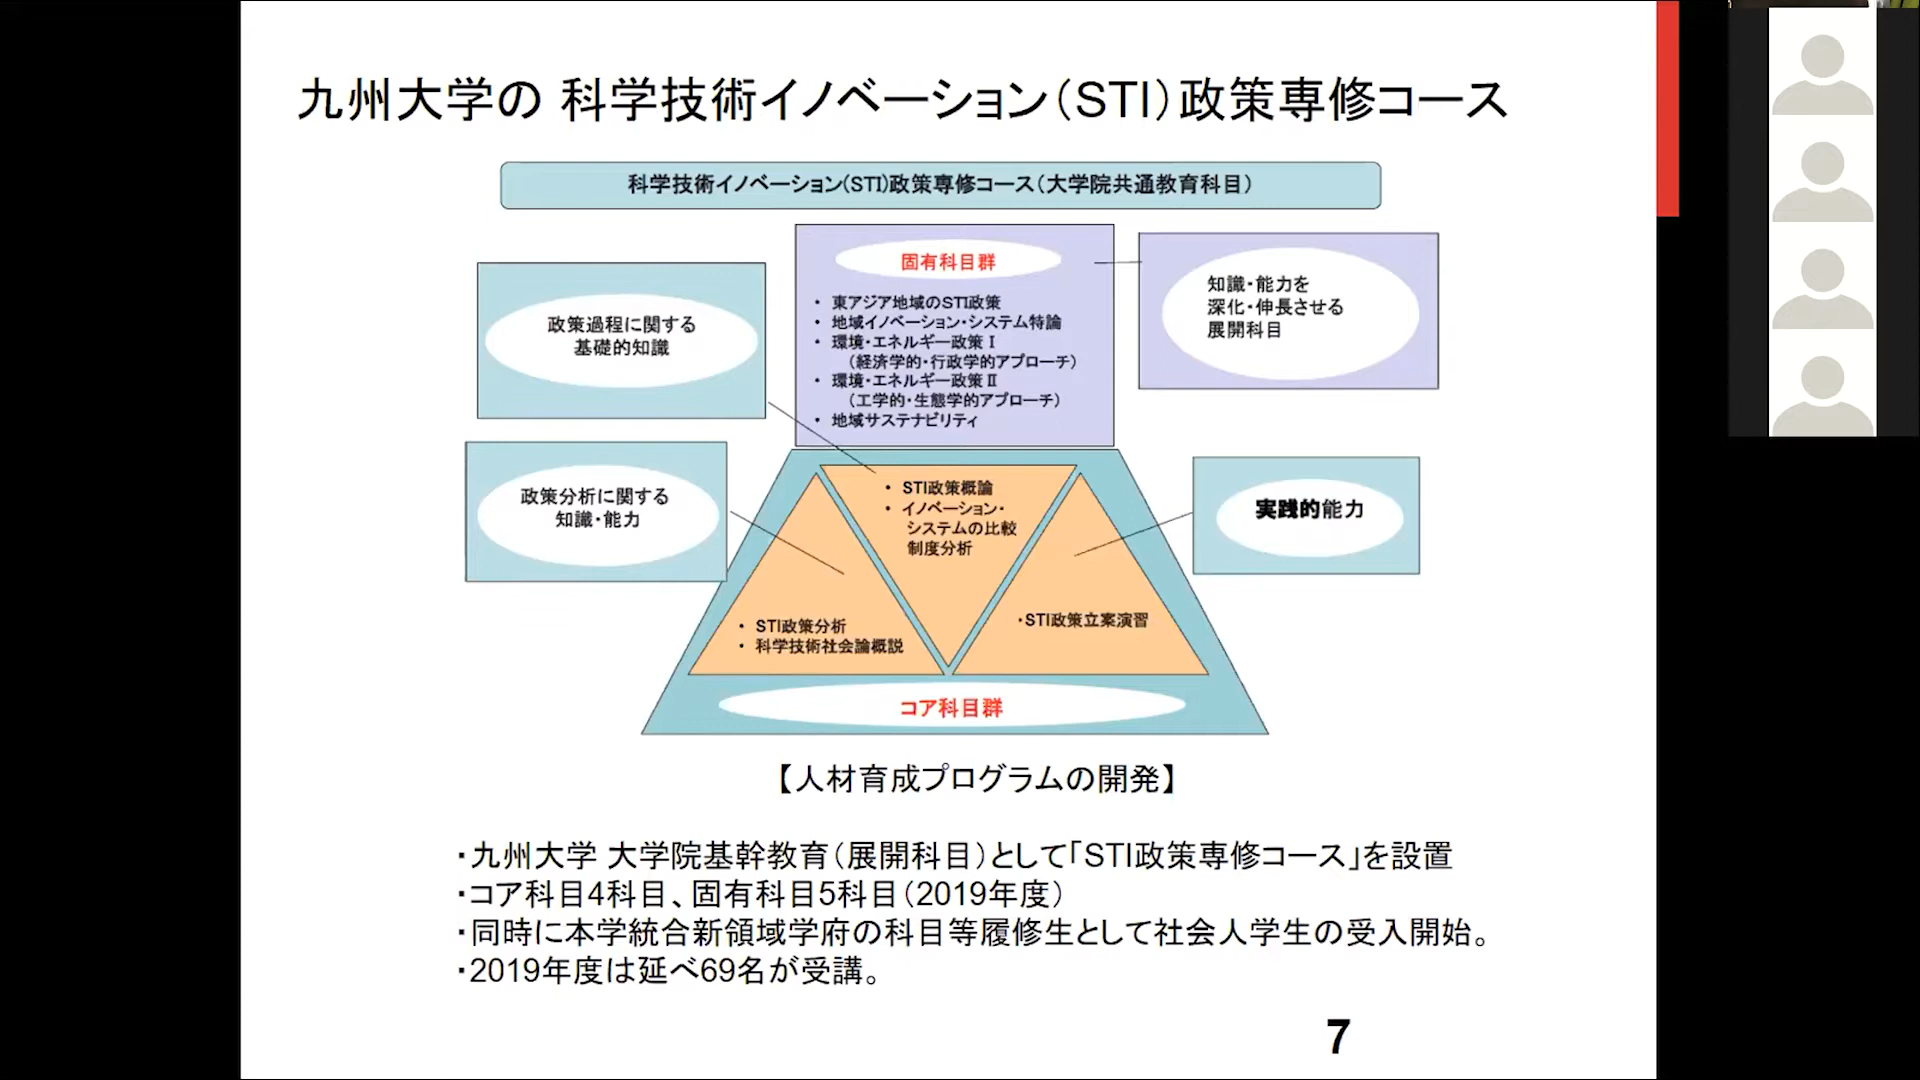 九州大学の 科学技術イノベーション（STI）政策専修コース
科学技術イノベーション(STI)政策専修コース（大学院共通教育科目）
固有科目群
・ 東アジア地域のSTI政策
・ 地域イノベーション・システム特論
・ 環境・エネルギー政策Ⅰ
（経済学的・行政学的アプローチ）
・ 環境・エネルギー政策Ⅱ
（工学的・生態学的アプローチ）
・ 地域サステナビリティ
知識・能力を
深化・伸長させる
展開科目
政策過程に関する
基礎的知識
政策分析に関する
知識・能力
・ STI政策概論
・ イノベーション・
システムの比較
制度分析
実践的能力
・ STI政策分析
・ 科学技術社会論概説
・STI政策立案演習
コア科目群
【人材育成プログラムの開発】
・九州大学 大学院基幹教育（展開科目）として「STI政策専修コース」を設置
・コア科目4科目、固有科目5科目（2019年度）
・同時に本学統合新領域学府の科目等履修生として社会人学生の受入開始。
・2019年度は延べ69名が受講。
7